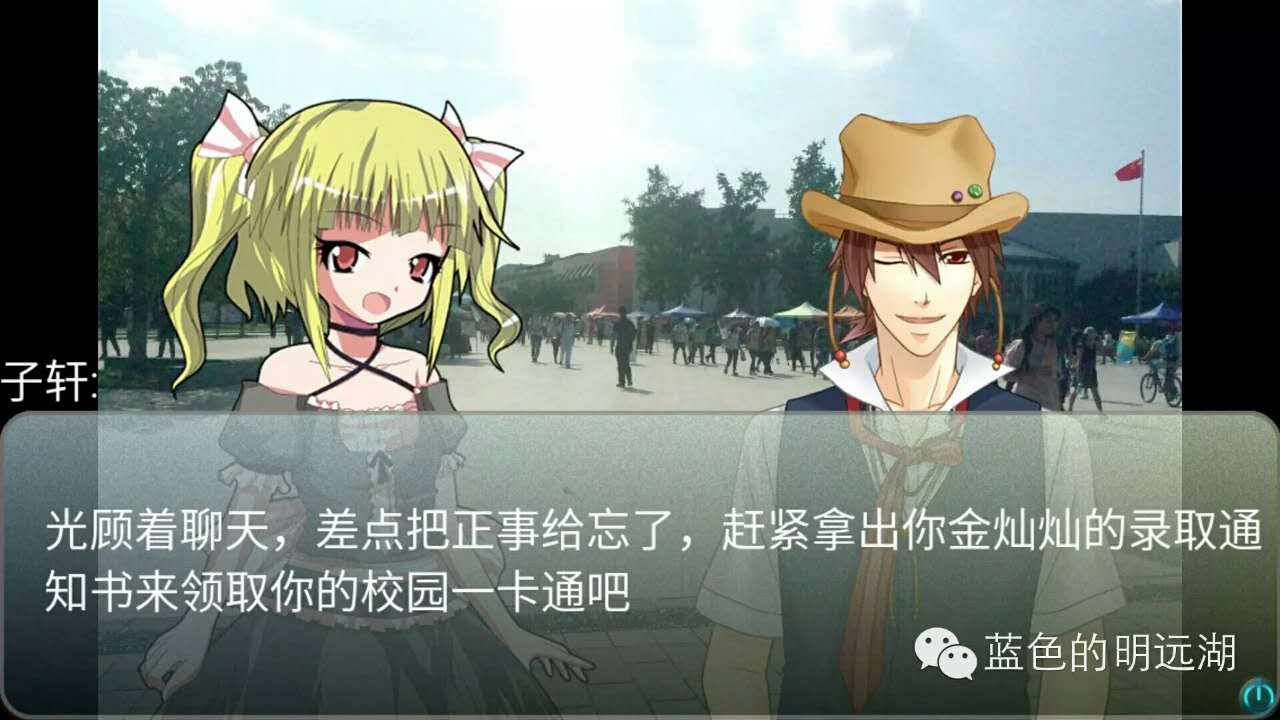 子轩:
光顾着聊天，差点把正事给忘了，赶紧拿出你金灿灿的录取通
知书来领取你的校园一卡通吧
蓝色的明远湖